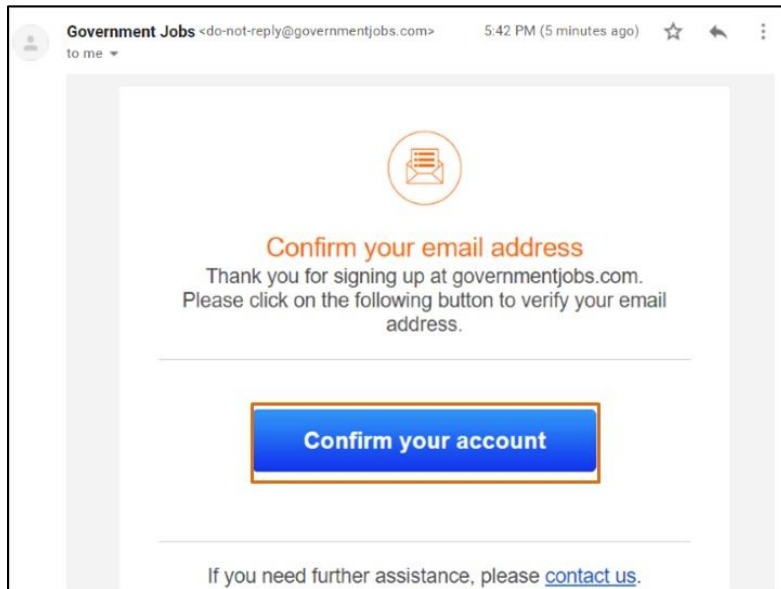 Government Jobs <do-not-reply@governmentjobs.com> 5:42 PM (5 minutes ago)
to me
Confirm your email address
Thank you for signing up at governmentjobs.com.
Please click on the following button to verify your email
address.
Confirm your account
If you need further assistance, please contact us.